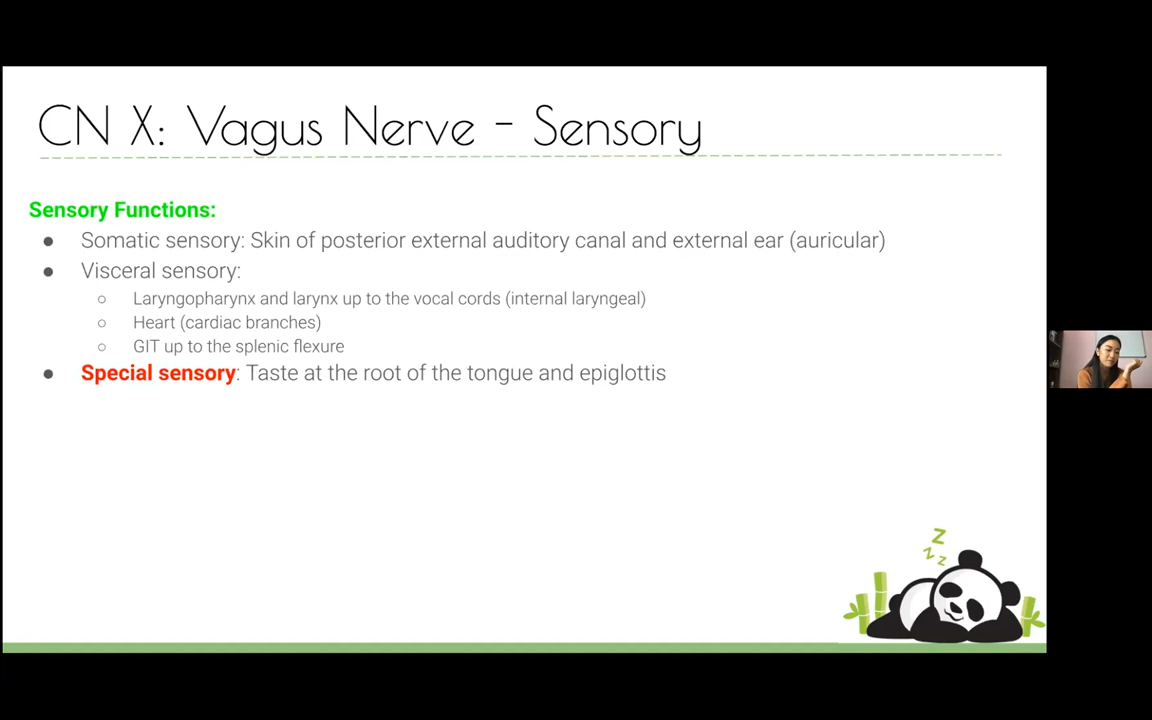 CN X: Vagus Nerve - Sensory
Sensory Functions:
● Somatic sensory: Skin of posterior external auditory canal and external ear (auricular)
● Visceral sensory:
○ Laryngopharynx and larynx up to the vocal cords (internal laryngeal)
○ Heart (cardiac branches)
○ GIT up to the splenic flexure
● Special sensory: Taste at the root of the tongue and epiglottis
Z
z
z